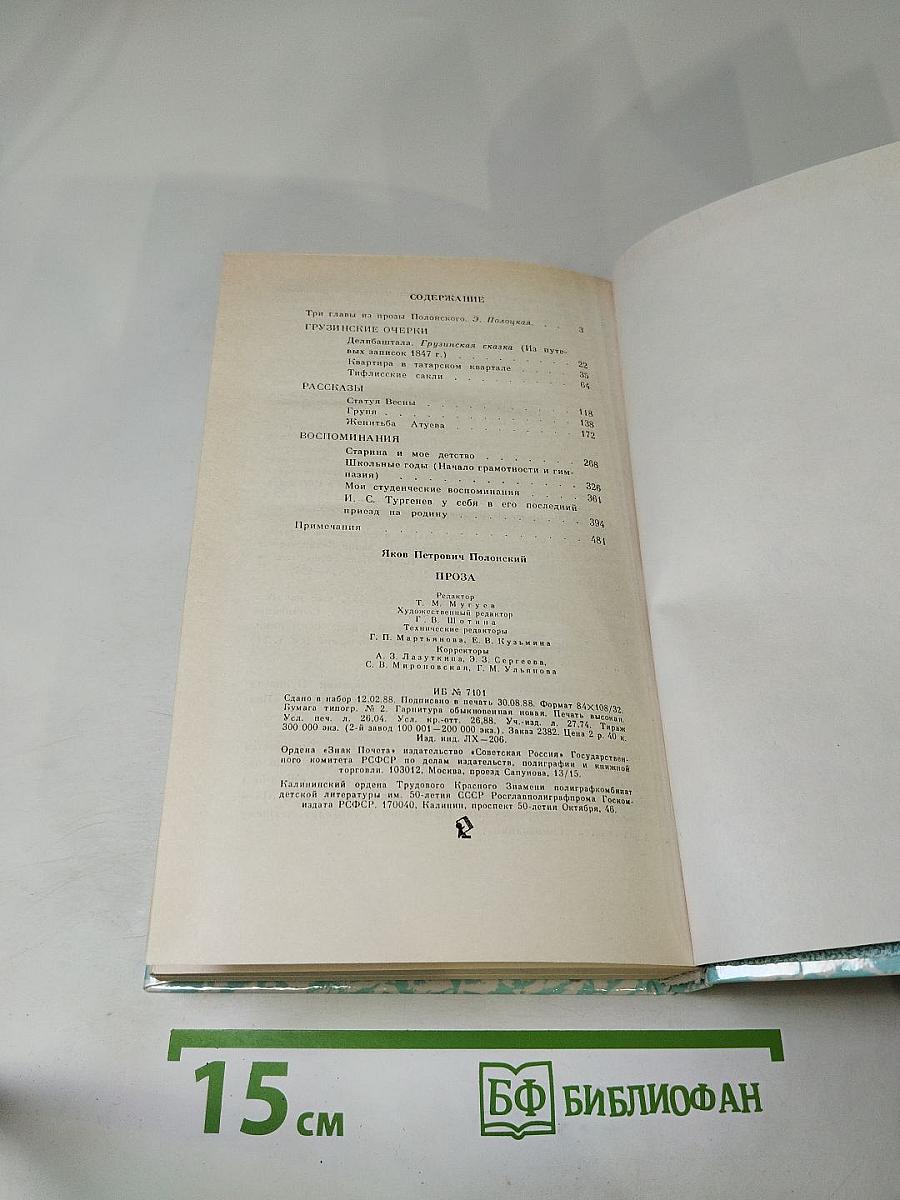 СОДЕРЖАНИЕ
Три главы из прозы Полонского. Э. Полоцкая. . . 3
ГРУЗИНСКИЕ ОЧЕРКИ
Делибаштала. Грузинская сказка (Из путе-
вых записок 1847 г.) . . . . . . . . 22
Квартира в татарском квартале . . . . . 35
Тифлисские сакли . . . . . . . . . 64
РАССКАЗЫ
Статуя Весны . . . . . . . . . . 118
Груня . . . . . . . . . . . . 138
Женитьба Атуева . . . . . . . . . 172
ВОСПОМИНАНИЯ
Старина и мое детство . . . . . . . 268
Школьные годы (Начало грамотности и гим-
назия) . . . . . . . . . . . . 326
Мои студенческие воспоминания . . . . 361
И. С. Тургенев у себя в его последний
приезд на родину . . . . . . . . . 394
Примечания . . . . . . . . . . . 481
Яков Петрович Полонский
ПРОЗА
Редактор
Т. М. Мугуев
Художественный редактор
Г. В. Шотина
Технические редакторы
Г. П. Мартьянова, Е. В. Кузьмина
Корректоры
А. З. Лазуткина, Э. З. Сергеева,
С. В. Мироновская, Г. М. Ульянова
ИБ № 7101
Сдано в набор 12.02.88. Подписано в печать 30.08.88. Формат 84×108/32.
Бумага типогр. № 2. Гарнитура обыкновенная новая. Печать высокая.
Усл. печ. л. 26,04. Усл. кр.-отт. 26,88. Уч.-изд. л. 27,74. Тираж
300 000 экз. (2-й завод 100 001—200 000 экз.). Заказ 2382. Цена 2 р. 40 к.
Изд. инд. ЛХ—206.
Ордена «Знак Почета» издательство «Советская Россия» Государствен-
ного комитета РСФСР по делам издательств, полиграфии и книжной
торговли. 103012, Москва, проезд Сапунова, 13/15.
Калининский ордена Трудового Красного Знамени полиграфкомбинат
детской литературы им. 50-летия СССР Росглавполиграфпрома Госком-
издата РСФСР. 170040, Калинин, проспект 50-летия Октября, 46.
15 см
БФ БИБЛИОФАН